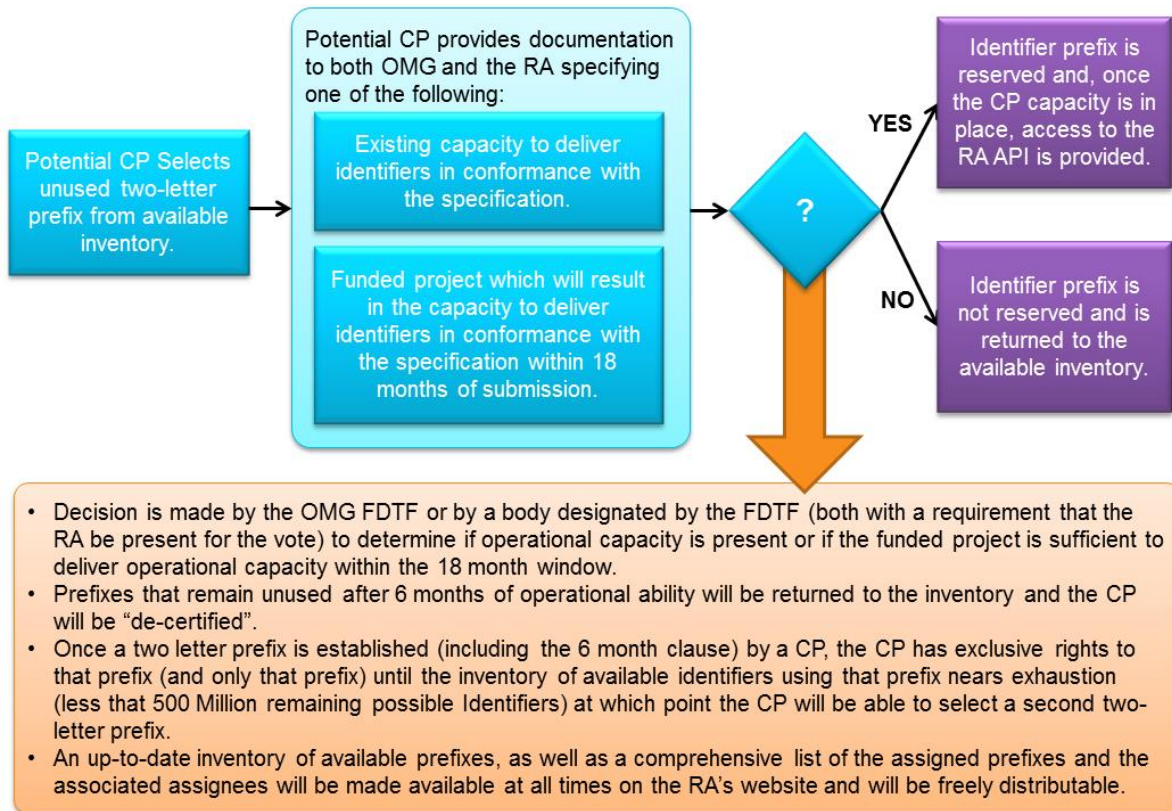 Potential CP Selects
unused two-letter
prefix from available
inventory.
Potential CP provides documentation
to both OMG and the RA specifying
one of the following:
Existing capacity to deliver
identifiers in conformance with
the specification.
Funded project which will result
in the capacity to deliver
identifiers in conformance with
the specification within 18
months of submission.
?
YES
Identifier prefix is
reserved and, once
the CP capacity is in
place, access to the
RA API is provided.
NO
Identifier prefix is
not reserved and is
returned to the
available inventory.
• Decision is made by the OMG FDTF or by a body designated by the FDTF (both with a requirement that the
RA be present for the vote) to determine if operational capacity is present or if the funded project is sufficient to
deliver operational capacity within the 18 month window.
• Prefixes that remain unused after 6 months of operational ability will be returned to the inventory and the CP
will be “de-certified”.
• Once a two letter prefix is established (including the 6 month clause) by a CP, the CP has exclusive rights to
that prefix (and only that prefix) until the inventory of available identifiers using that prefix nears exhaustion
(less that 500 Million remaining possible Identifiers) at which point the CP will be able to select a second two-
letter prefix.
• An up-to-date inventory of available prefixes, as well as a comprehensive list of the assigned prefixes and the
associated assignees will be made available at all times on the RA’s website and will be freely distributable.